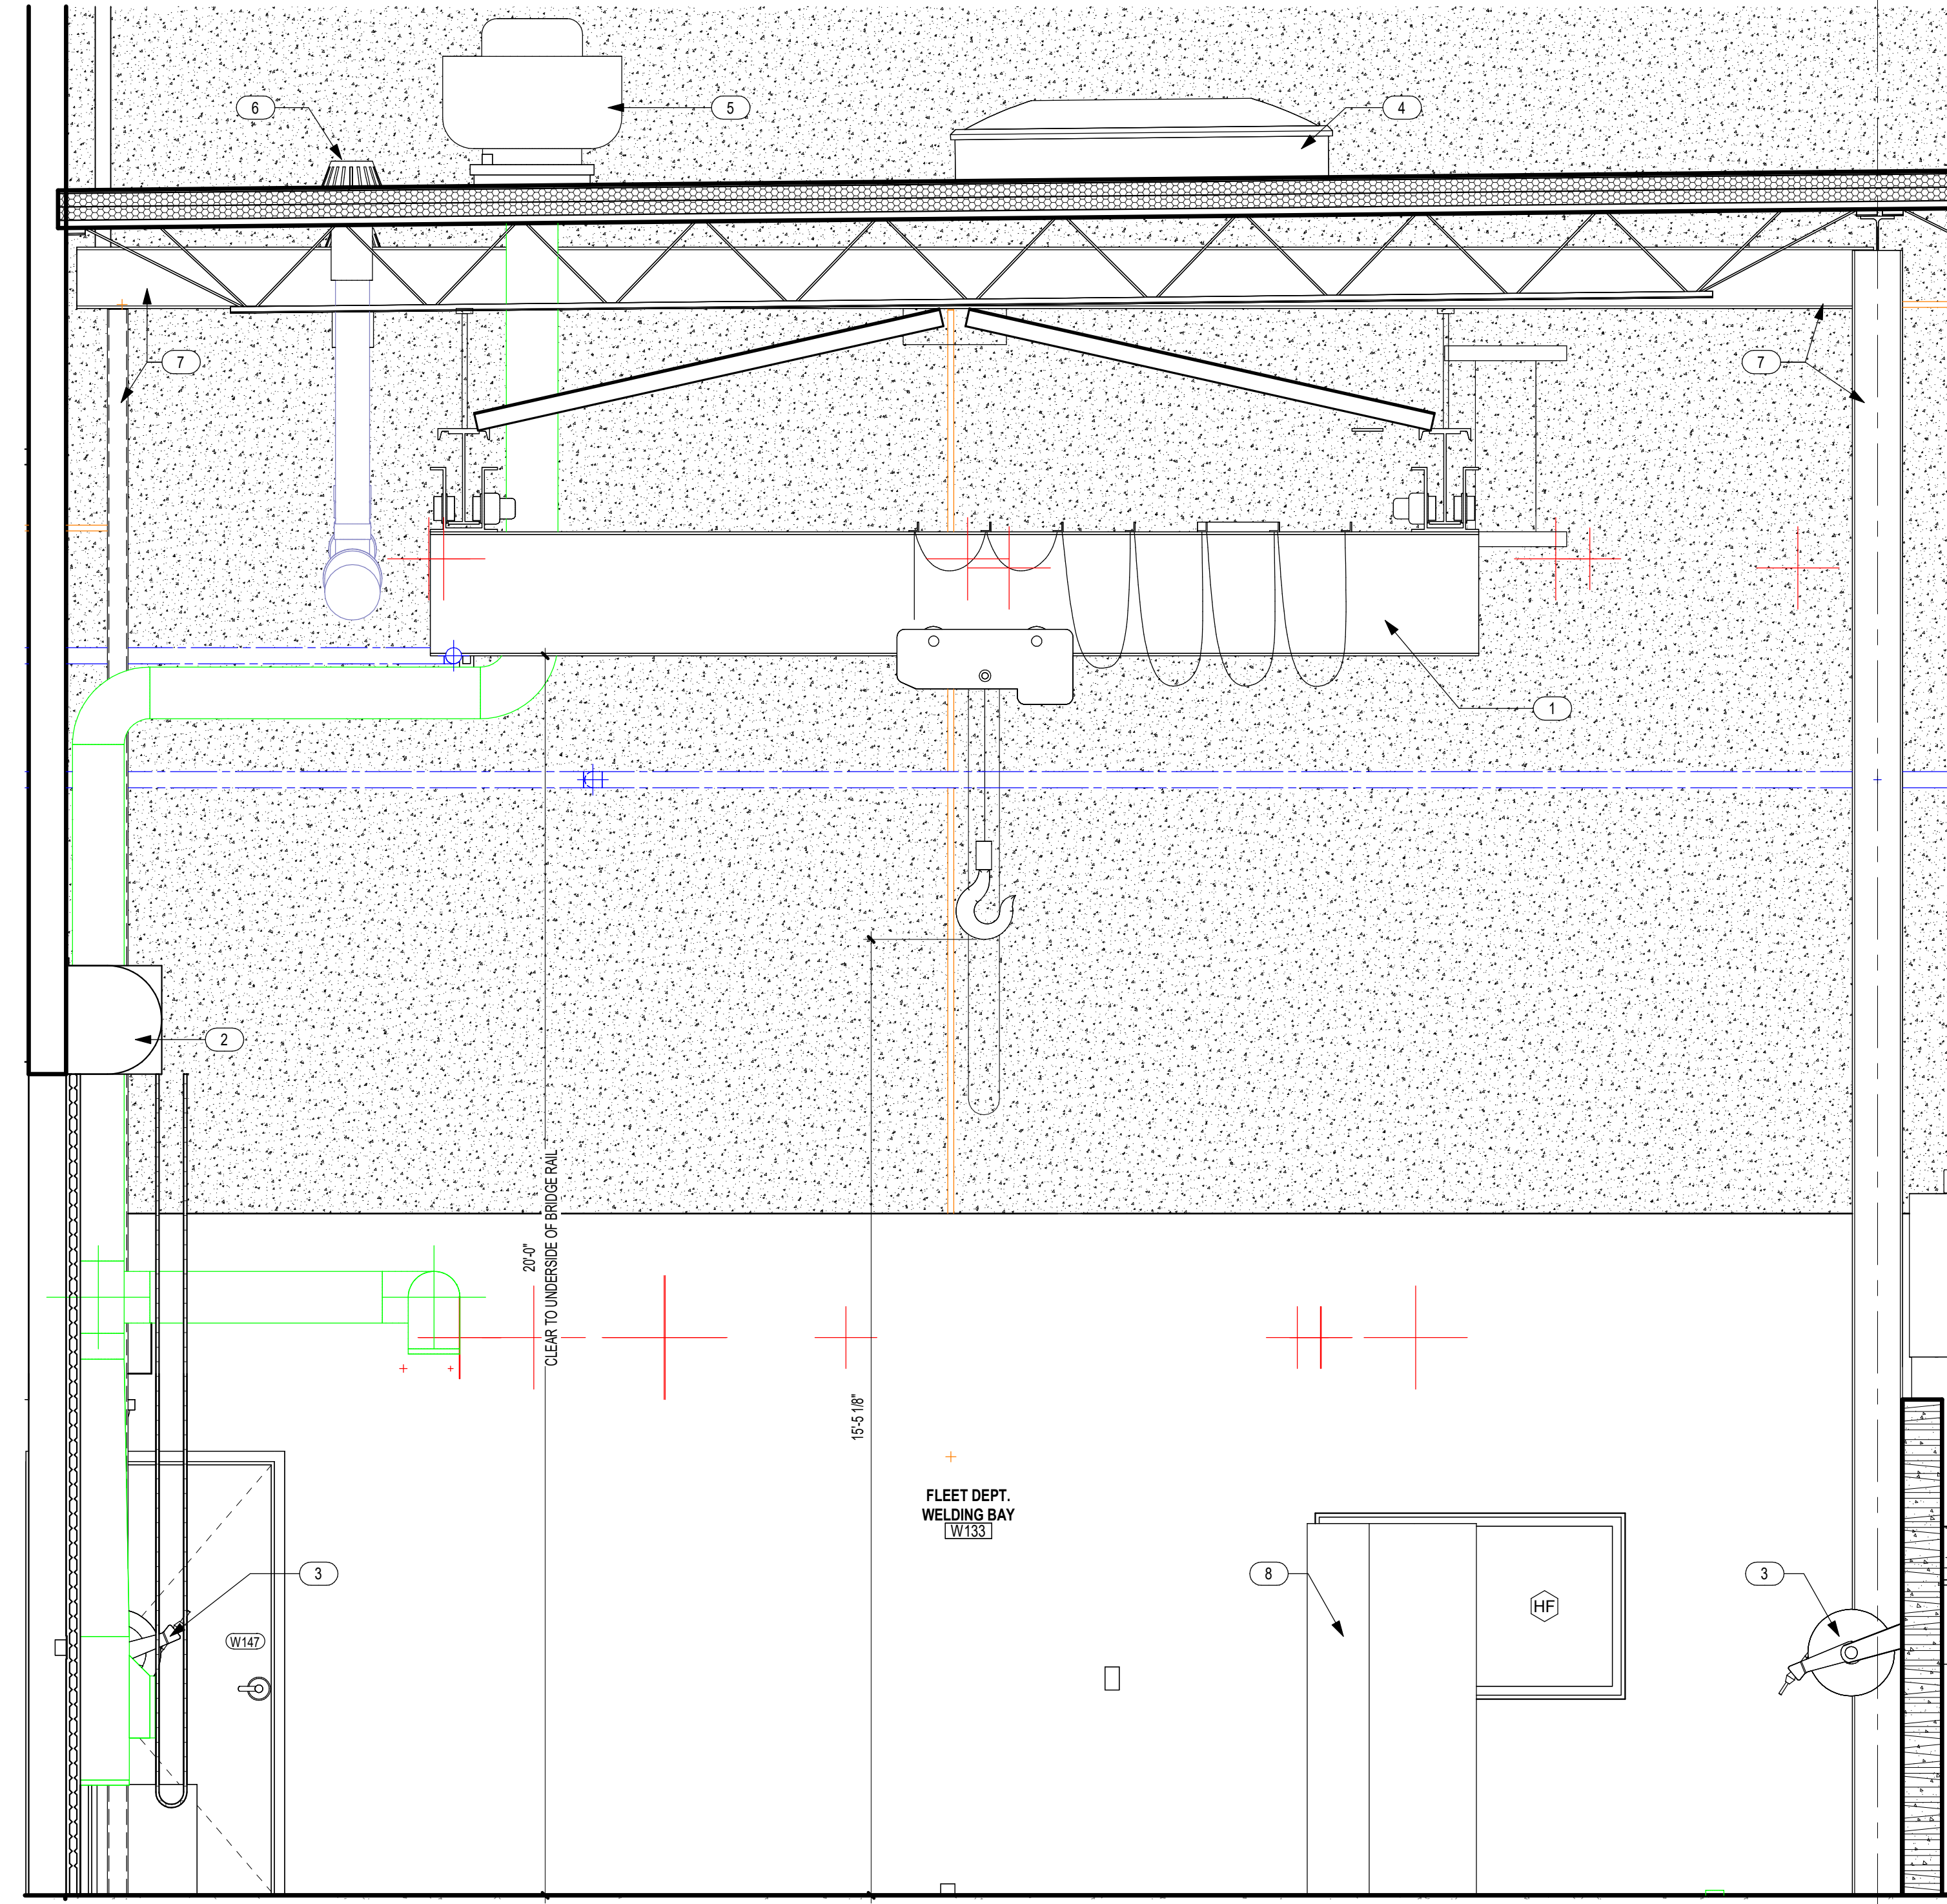 6
5
4
7
7
1
2
20'-0"
CLEAR TO UNDERSIDE OF BRIDGE RAIL
15'-5 1/8"
FLEET DEPT.
WELDING BAY
W133
3
8
3
HF
W147